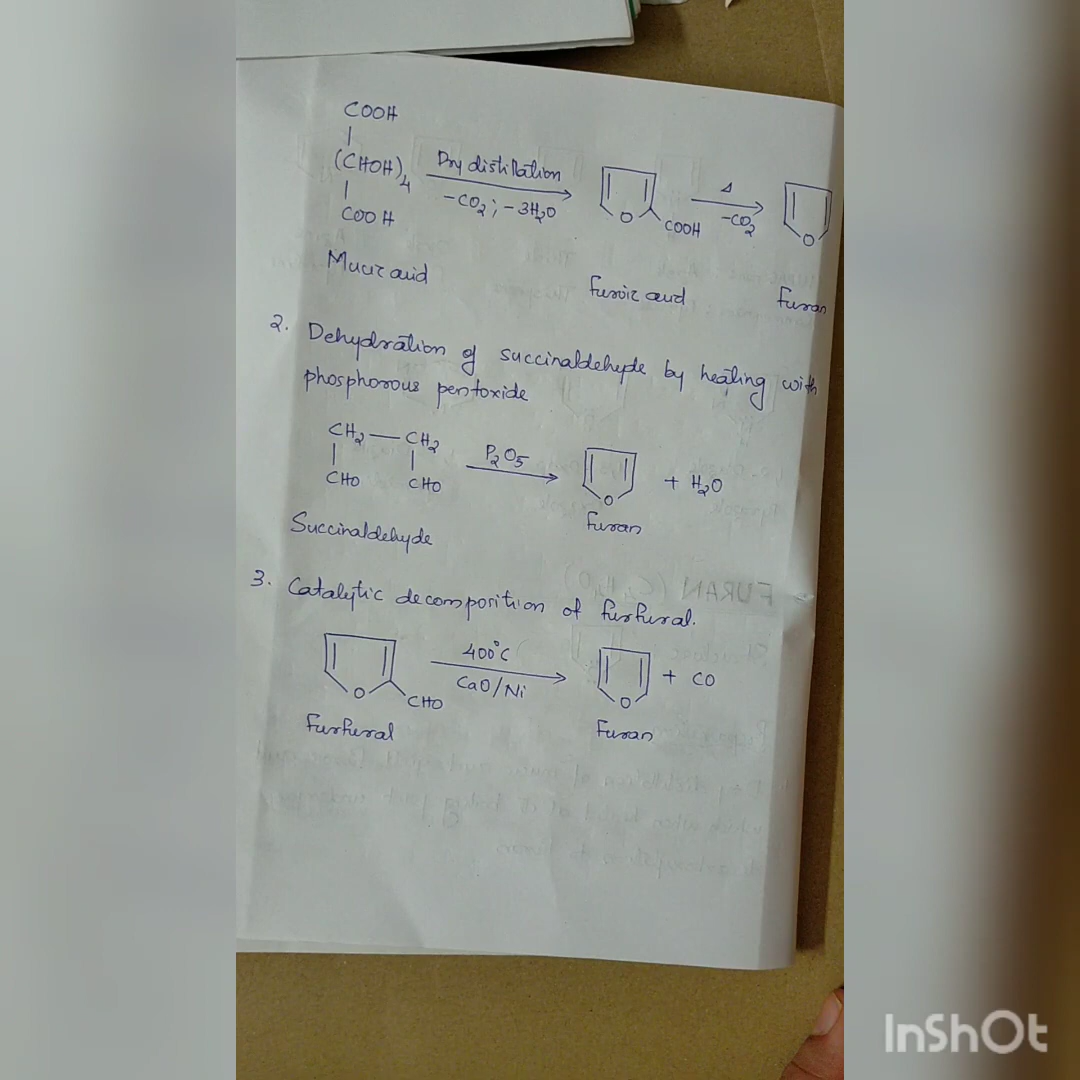 COOH
(CHOH)4 Dry distillation Δ
-CO2; -3H2O -CO2
COOH O COOH O
Mucic acid Furoic acid Furan
2. Dehydration of succinaldehyde by heating with
phosphorous pentoxide
CH2 — CH2 P2O5
CHO CHO O + H2O
Succinaldehyde Furan
3. Catalytic decomposition of furfural.
400°C
CaO/Ni
O CHO O + CO
Furfural Furan
FURAN (C4H4O)
InShOt